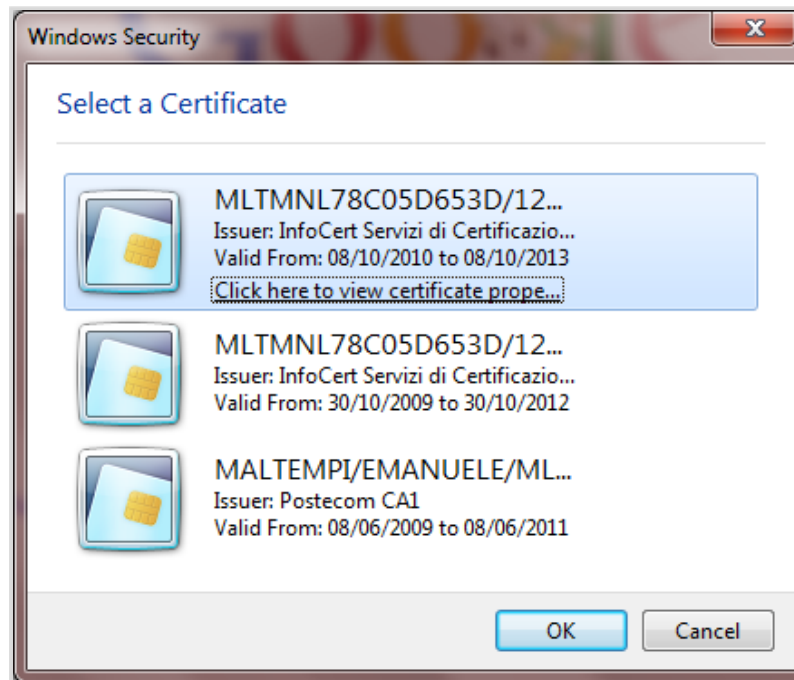 Windows Security
Select a Certificate
MLTMNL78C05D653D/12...
Issuer: InfoCert Servizi di Certificazio...
Valid From: 08/10/2010 to 08/10/2013
Click here to view certificate prope...
MLTMNL78C05D653D/12...
Issuer: InfoCert Servizi di Certificazio...
Valid From: 30/10/2009 to 30/10/2012
MALTEMPI/EMANUELE/ML...
Issuer: Postecom CA1
Valid From: 08/06/2009 to 08/06/2011
OK Cancel